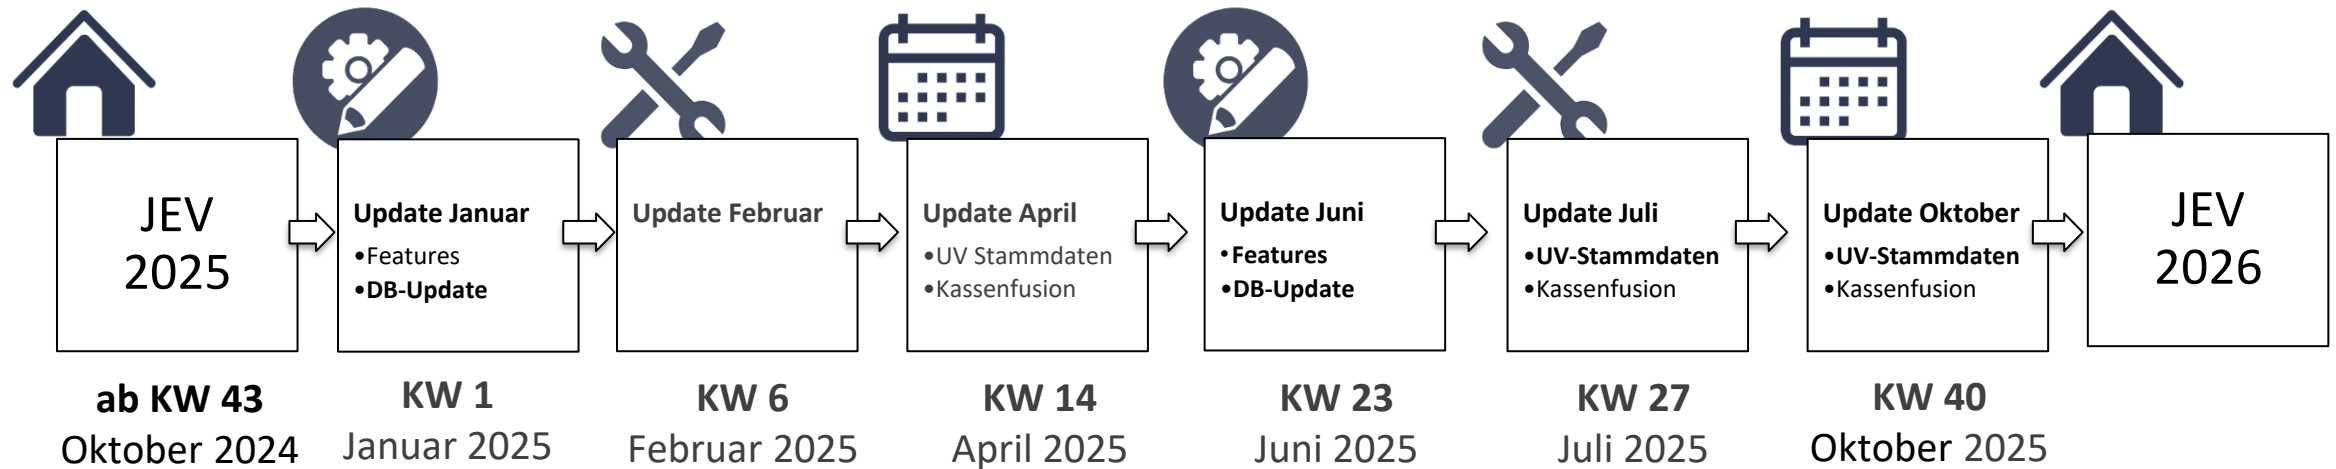 JEV
2025
Update Januar
•Features
•DB-Update
Update Februar
Update April
•UV Stammdaten
•Kassenfusion
Update Juni
•Features
•DB-Update
Update Juli
•UV-Stammdaten
•Kassenfusion
Update Oktober
•UV-Stammdaten
•Kassenfusion
JEV
2026
ab KW 43
Oktober 2024
KW 1
Januar 2025
KW 6
Februar 2025
KW 14
April 2025
KW 23
Juni 2025
KW 27
Juli 2025
KW 40
Oktober 2025